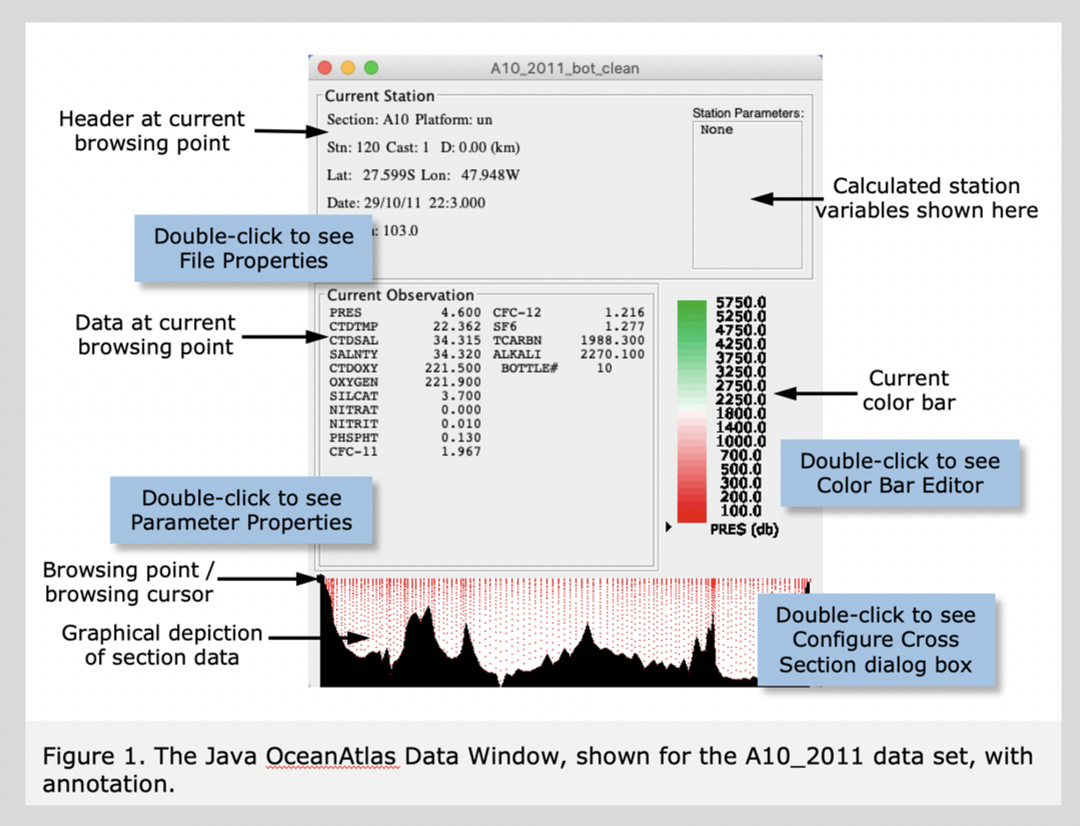 A10_2011_bot_clean
Header at current
browsing point
Current Station
Section: A10 Platform: un
Stn: 120 Cast: 1 D: 0.00 (km)
Lat: 27.599S Lon: 47.948W
Date: 29/10/11 22:3.000
: 103.0
Station Parameters:
None
Calculated station
variables shown here
Double-click to see
File Properties
Data at current
browsing point
Current Observation
PRES 4.600 CFC-12 1.216
CTDTMP 22.362 SF6 1.277
CTDSAL 34.315 TCARBN 1988.300
SALNTY 34.320 ALKALI 2270.100
CTDOXY 221.500 BOTTLE# 10
OXYGEN 221.900
SILCAT 3.700
NITRAT 0.000
NITRIT 0.010
PHSPHT 0.130
CFC-11 1.967
5750.0
5250.0
4750.0
4250.0
3750.0
3250.0
2750.0
2250.0
1800.0
1400.0
1000.0
700.0
500.0
300.0
200.0
100.0
PRES (db)
Current
color bar
Double-click to see
Color Bar Editor
Double-click to see
Parameter Properties
Browsing point /
browsing cursor
Graphical depiction
of section data
Double-click to see
Configure Cross
Section dialog box
Figure 1. The Java OceanAtlas Data Window, shown for the A10_2011 data set, with
annotation.